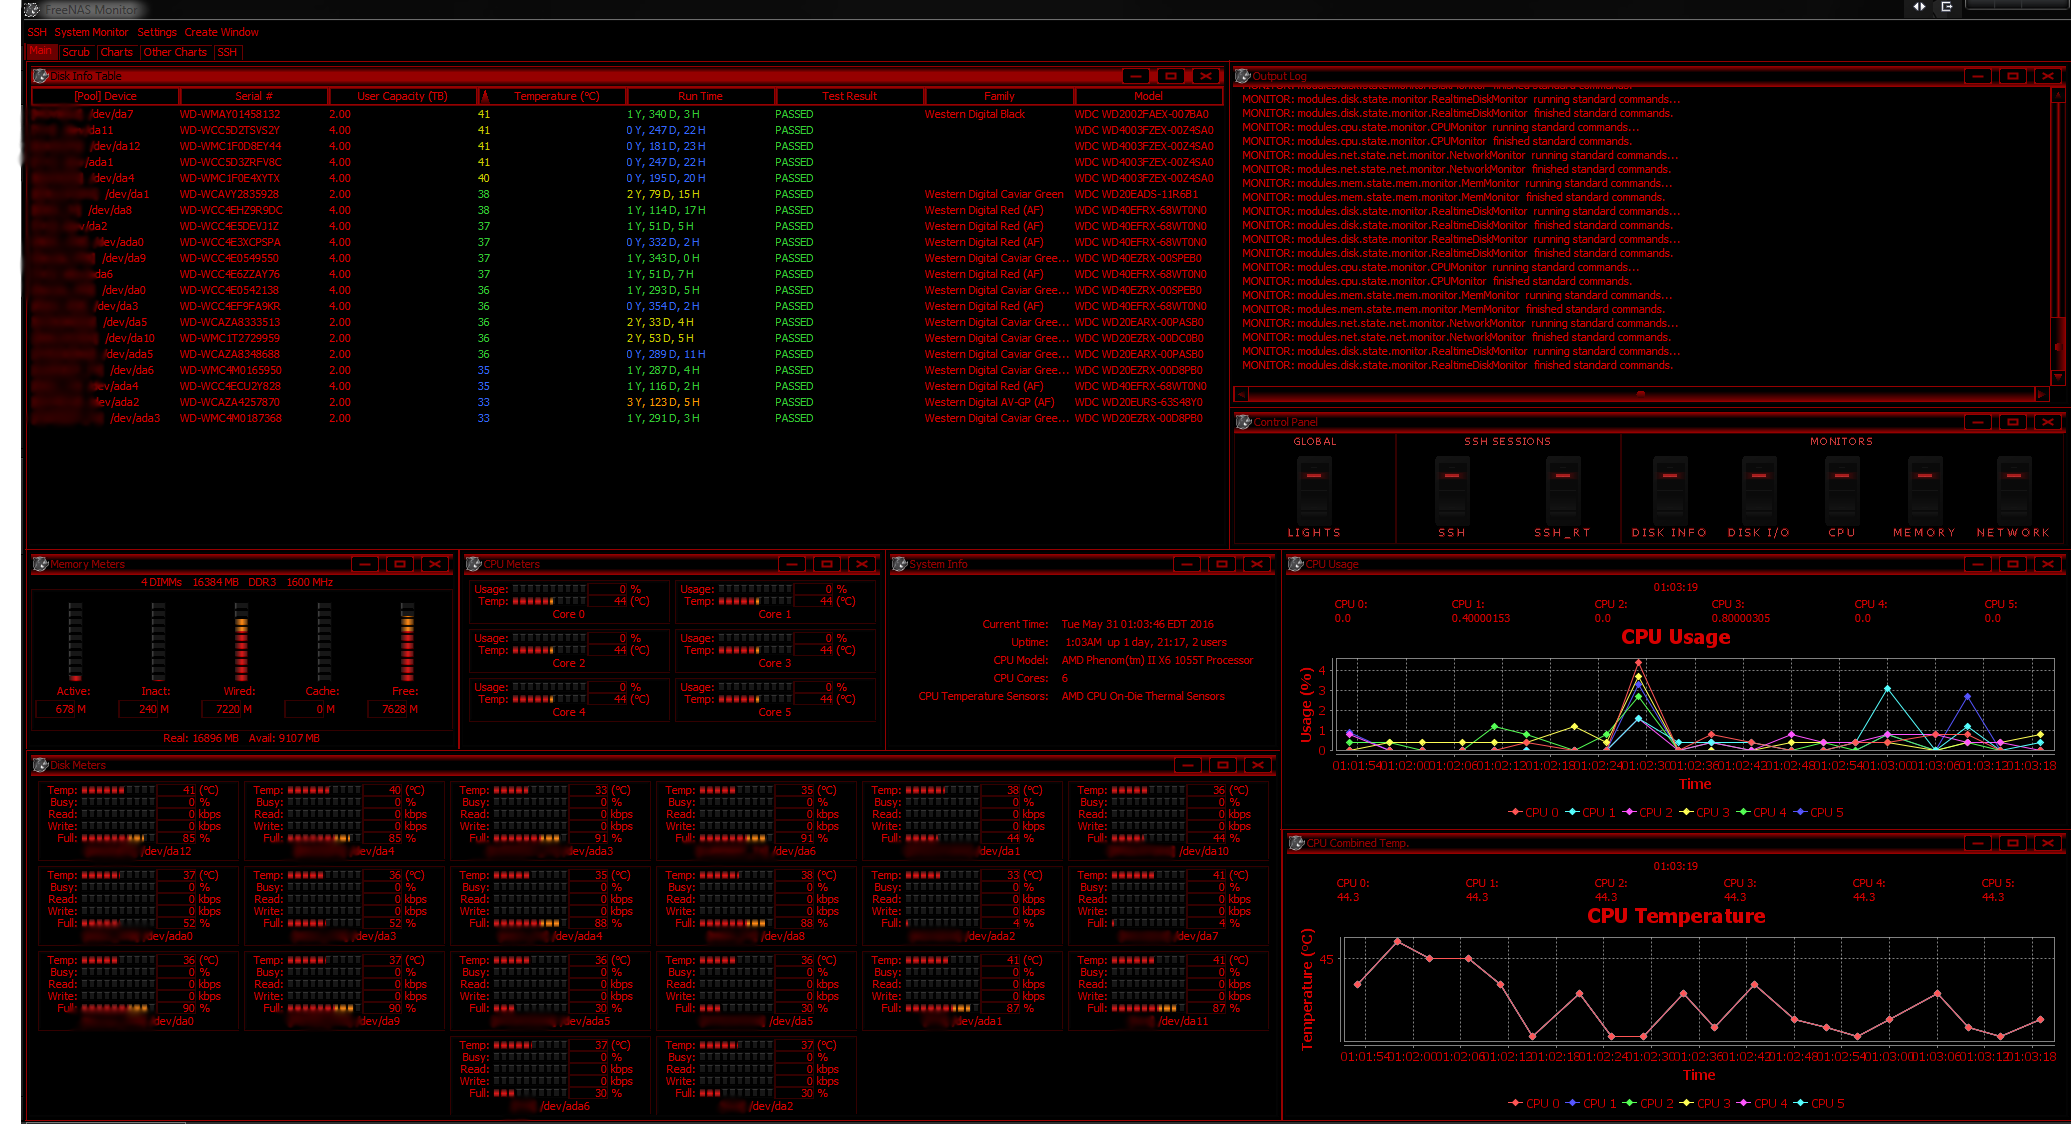 FreeNAS Monitor
SSH System Monitor Settings Create Window
Main Scrub Charts Other Charts SSH
Disk Info Table
[Pool] Device Serial # User Capacity (TB) Temperature (°C) Run Time Test Result Family Model
/dev/da7 WD-WMAY01458132 2.00 41 1 Y, 340 D, 3 H PASSED Western Digital Black WDC WD2002FAEX-007BA0
da11 WD-WCC5D2TSVS2Y 4.00 41 0 Y, 247 D, 22 H PASSED WDC WD4003FZEX-00Z4SA0
/dev/da12 WD-WMC1F0D8EY44 4.00 41 0 Y, 181 D, 23 H PASSED WDC WD4003FZEX-00Z4SA0
/ada1 WD-WCC5D3ZRFV8C 4.00 41 0 Y, 247 D, 22 H PASSED WDC WD4003FZEX-00Z4SA0
/dev/da4 WD-WMC1F0E4XYTX 4.00 40 0 Y, 195 D, 20 H PASSED WDC WD4003FZEX-00Z4SA0
/dev/da1 WD-WCAVY2835928 2.00 38 2 Y, 79 D, 15 H PASSED Western Digital Caviar Green WDC WD20EADS-11R6B1
/dev/da8 WD-WCC4EHZ9R9DC 4.00 38 1 Y, 114 D, 17 H PASSED Western Digital Red (AF) WDC WD40EFRX-68WT0N0
/da2 WD-WCC4E5DEVJ1Z 4.00 37 1 Y, 51 D, 5 H PASSED Western Digital Red (AF) WDC WD40EFRX-68WT0N0
/dev/ada0 WD-WCC4E3XCPSPA 4.00 37 0 Y, 332 D, 2 H PASSED Western Digital Red (AF) WDC WD40EFRX-68WT0N0
/dev/da9 WD-WCC4E0549550 4.00 37 1 Y, 343 D, 0 H PASSED Western Digital Caviar Gree... WDC WD40EZRX-00SPEB0
da6 WD-WCC4E6ZZAY76 4.00 37 1 Y, 51 D, 7 H PASSED Western Digital Red (AF) WDC WD40EFRX-68WT0N0
/dev/da0 WD-WCC4E0542138 4.00 36 1 Y, 293 D, 5 H PASSED Western Digital Caviar Gree... WDC WD40EZRX-00SPEB0
/dev/da3 WD-WCC4EF9FA9KR 4.00 36 0 Y, 354 D, 2 H PASSED Western Digital Red (AF) WDC WD40EFRX-68WT0N0
/dev/da5 WD-WCAZA8333513 2.00 36 2 Y, 33 D, 4 H PASSED Western Digital Caviar Gree... WDC WD20EARX-00PASB0
/dev/da10 WD-WMC1T2729959 2.00 36 2 Y, 53 D, 5 H PASSED Western Digital Caviar Gree... WDC WD20EZRX-00DC0B0
/dev/ada5 WD-WCAZA8348688 2.00 36 0 Y, 289 D, 11 H PASSED Western Digital Caviar Gree... WDC WD20EARX-00PASB0
/dev/da6 WD-WMC4M0165950 2.00 35 1 Y, 287 D, 4 H PASSED Western Digital Caviar Gree... WDC WD20EZRX-00D8PB0
/ada4 WD-WCC4ECU2Y828 4.00 35 1 Y, 116 D, 2 H PASSED Western Digital Red (AF) WDC WD40EFRX-68WT0N0
/ada2 WD-WCAZA4257870 2.00 33 3 Y, 123 D, 5 H PASSED Western Digital AV-GP (AF) WDC WD20EURS-63S48Y0
/dev/ada3 WD-WMC4M0187368 2.00 33 1 Y, 291 D, 3 H PASSED Western Digital Caviar Gree... WDC WD20EZRX-00D8PB0
Output Log
MONITOR: modules.disk.state.monitor.RealtimeDiskMonitor finished standard commands.
MONITOR: modules.disk.state.monitor.RealtimeDiskMonitor running standard commands...
MONITOR: modules.disk.state.monitor.RealtimeDiskMonitor finished standard commands.
MONITOR: modules.cpu.state.monitor.CPUMonitor running standard commands...
MONITOR: modules.cpu.state.monitor.CPUMonitor finished standard commands.
MONITOR: modules.net.state.net.monitor.NetworkMonitor running standard commands...
MONITOR: modules.net.state.net.monitor.NetworkMonitor finished standard commands.
MONITOR: modules.mem.state.mem.monitor.MemMonitor running standard commands...
MONITOR: modules.mem.state.mem.monitor.MemMonitor finished standard commands.
MONITOR: modules.disk.state.monitor.RealtimeDiskMonitor running standard commands...
MONITOR: modules.disk.state.monitor.RealtimeDiskMonitor finished standard commands.
MONITOR: modules.disk.state.monitor.RealtimeDiskMonitor running standard commands...
MONITOR: modules.disk.state.monitor.RealtimeDiskMonitor finished standard commands.
MONITOR: modules.cpu.state.monitor.CPUMonitor running standard commands...
MONITOR: modules.cpu.state.monitor.CPUMonitor finished standard commands.
MONITOR: modules.mem.state.mem.monitor.MemMonitor running standard commands...
MONITOR: modules.mem.state.mem.monitor.MemMonitor finished standard commands.
MONITOR: modules.net.state.net.monitor.NetworkMonitor running standard commands...
MONITOR: modules.net.state.net.monitor.NetworkMonitor finished standard commands.
MONITOR: modules.disk.state.monitor.RealtimeDiskMonitor running standard commands...
MONITOR: modules.disk.state.monitor.RealtimeDiskMonitor finished standard commands.
Control Panel
GLOBAL SSH SESSIONS MONITORS
LIGHTS SSH SSH_RT DISK INFO DISK I/O CPU MEMORY NETWORK
Memory Meters
4 DIMMs 16384 MB DDR3 1600 MHz
Active: Inact: Wired: Cache: Free:
678 M 240 M 7220 M 0 M 7628 M
Real: 16896 MB Avail: 9107 MB
CPU Meters
Usage: 0 % Usage: 0 %
Temp: 44 (°C) Temp: 44 (°C)
Core 0 Core 1
Usage: 0 % Usage: 0 %
Temp: 44 (°C) Temp: 44 (°C)
Core 2 Core 3
Usage: 0 % Usage: 0 %
Temp: 44 (°C) Temp: 44 (°C)
Core 4 Core 5
System Info
Current Time: Tue May 31 01:03:46 EDT 2016
Uptime: 1:03AM up 1 day, 21:17, 2 users
CPU Model: AMD Phenom(tm) II X6 1055T Processor
CPU Cores: 6
CPU Temperature Sensors: AMD CPU On-Die Thermal Sensors
CPU Usage
01:03:19
CPU 0: CPU 1: CPU 2: CPU 3: CPU 4: CPU 5:
0.0 0.40000153 0.0 0.80000305 0.0 0.0
CPU Usage
Usage (%)
4
3
2
1
0
01:01:54 01:02:00 01:02:06 01:02:12 01:02:18 01:02:24 01:02:30 01:02:36 01:02:42 01:02:48 01:02:54 01:03:00 01:03:06 01:03:12 01:03:18
Time
CPU 0 CPU 1 CPU 2 CPU 3 CPU 4 CPU 5
Disk Meters
Temp: 41 (°C) Temp: 40 (°C) Temp: 33 (°C) Temp: 35 (°C) Temp: 38 (°C) Temp: 36 (°C)
Busy: 0 % Busy: 0 % Busy: 0 % Busy: 0 % Busy: 0 % Busy: 0 %
Read: 0 kbps Read: 0 kbps Read: 0 kbps Read: 0 kbps Read: 0 kbps Read: 0 kbps
Write: 0 kbps Write: 0 kbps Write: 0 kbps Write: 0 kbps Write: 0 kbps Write: 0 kbps
Full: 85 % Full: 85 % Full: 91 % Full: 91 % Full: 44 % Full: 44 %
/dev/da12 /dev/da4 /ada3 /dev/da6 /dev/da1 /dev/da10
Temp: 37 (°C) Temp: 36 (°C) Temp: 35 (°C) Temp: 38 (°C) Temp: 33 (°C) Temp: 41 (°C)
Busy: 0 % Busy: 0 % Busy: 0 % Busy: 0 % Busy: 0 % Busy: 0 %
Read: 0 kbps Read: 0 kbps Read: 0 kbps Read: 0 kbps Read: 0 kbps Read: 0 kbps
Write: 0 kbps Write: 0 kbps Write: 0 kbps Write: 0 kbps Write: 0 kbps Write: 0 kbps
Full: 52 % Full: 52 % Full: 88 % Full: 88 % Full: 4 % Full: 4 %
/dev/ada0 /dev/da3 /dev/ada4 /dev/da8 /dev/ada2 /dev/da7
Temp: 36 (°C) Temp: 37 (°C) Temp: 36 (°C) Temp: 36 (°C) Temp: 41 (°C) Temp: 41 (°C)
Busy: 0 % Busy: 0 % Busy: 0 % Busy: 0 % Busy: 0 % Busy: 0 %
Read: 0 kbps Read: 0 kbps Read: 0 kbps Read: 0 kbps Read: 0 kbps Read: 0 kbps
Write: 0 kbps Write: 0 kbps Write: 0 kbps Write: 0 kbps Write: 0 kbps Write: 0 kbps
Full: 90 % Full: 90 % Full: 30 % Full: 30 % Full: 87 % Full: 87 %
/dev/da0 /dev/da9 /dev/ada5 /dev/da5 /dev/ada1 /dev/da11
Temp: 37 (°C) Temp: 37 (°C)
Busy: 0 % Busy: 0 %
Read: 0 kbps Read: 0 kbps
Write: 0 kbps Write: 0 kbps
Full: 30 % Full: 30 %
/dev/ada6 /dev/da2
CPU Combined Temp.
01:03:19
CPU 0: CPU 1: CPU 2: CPU 3: CPU 4: CPU 5:
44.3 44.3 44.3 44.3 44.3 44.3
CPU Temperature
Temperature (°C)
45
01:01:54 01:02:00 01:02:06 01:02:12 01:02:18 01:02:24 01:02:30 01:02:36 01:02:42 01:02:48 01:02:54 01:03:00 01:03:06 01:03:12 01:03:18
Time
CPU 0 CPU 1 CPU 2 CPU 3 CPU 4 CPU 5